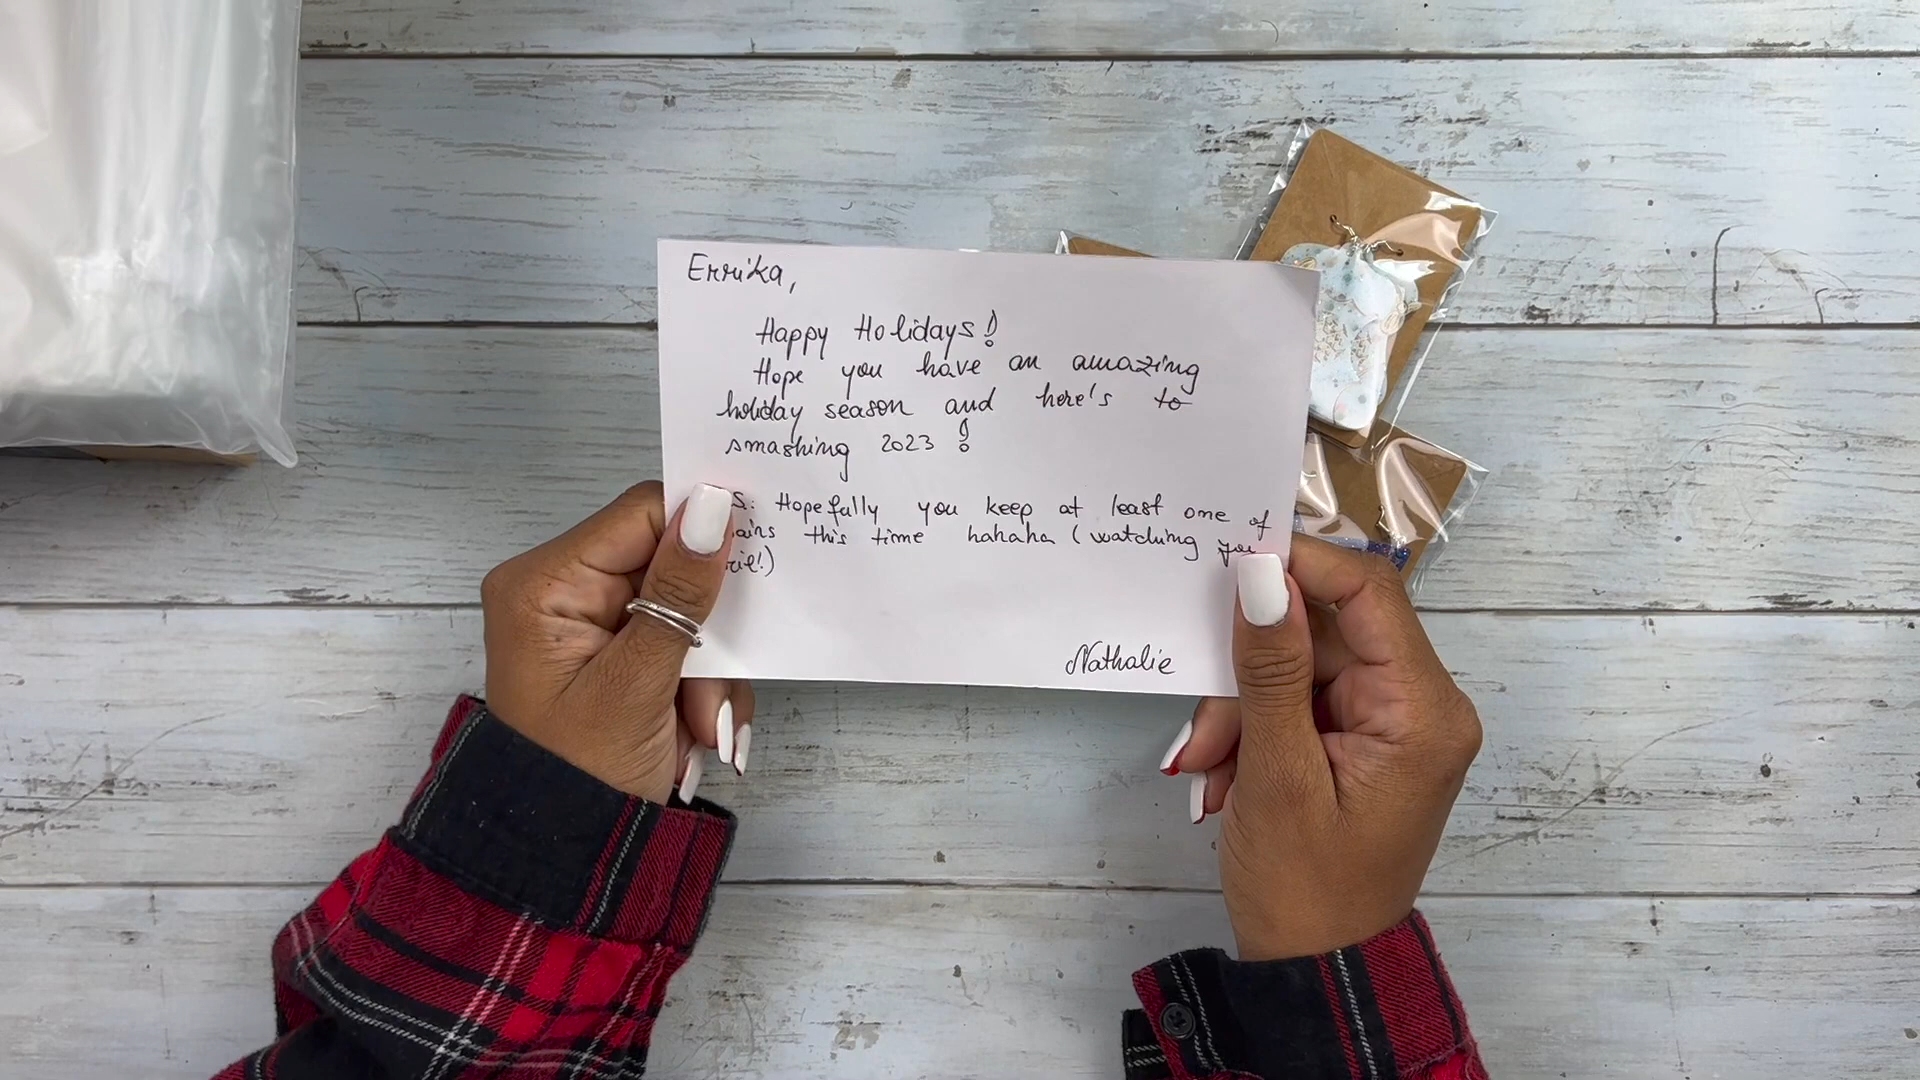 Errika,
Happy Holidays!
Hope you have an amazing
holiday season and here's to
smashing 2023!
S: Hopefully you keep at least one of
this time hahaha (watching you
Nathalie